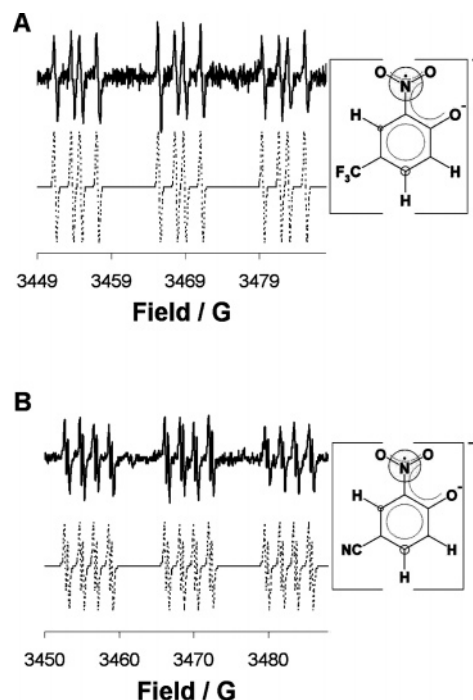 A
3449 3459 3469 3479
Field / G
O N O
H O⁻
F₃C H
H
B
3450 3460 3470 3480
Field / G
O N O
H O⁻
NC H
H